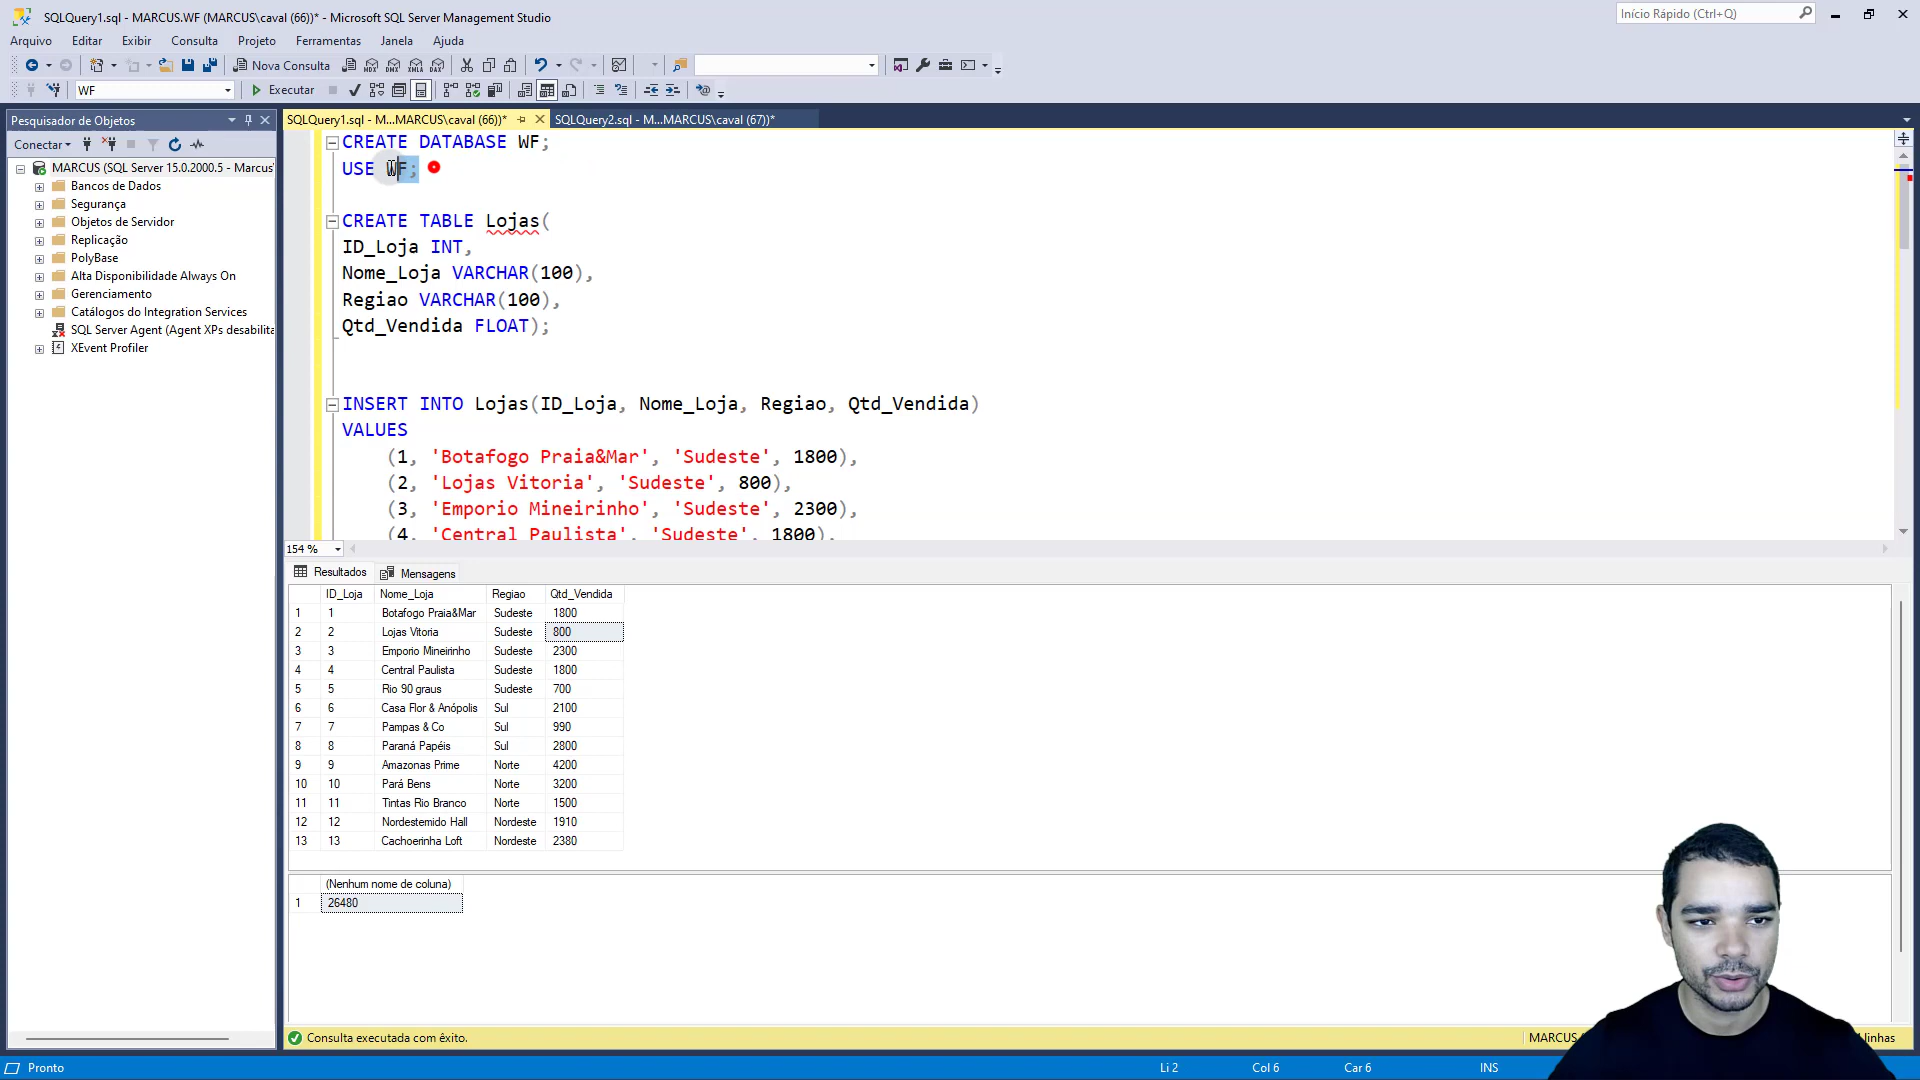 SQLQuery1.sql - MARCUS.WF (MARCUS\caval (66))* - Microsoft SQL Server Management Studio
Início Rápido (Ctrl+Q)
Arquivo Editar Exibir Consulta Projeto Ferramentas Janela Ajuda
Nova Consulta
WF Executar
Pesquisador de Objetos
SQLQuery1.sql - M...MARCUS\caval (66))* SQLQuery2.sql - M...MARCUS\caval (67))*
Conectar
MARCUS (SQL Server 15.0.2000.5 - Marcus
Bancos de Dados
Segurança
Objetos de Servidor
Replicação
PolyBase
Alta Disponibilidade Always On
Gerenciamento
Catálogos do Integration Services
SQL Server Agent (Agent XPs desabilita
XEvent Profiler
CREATE DATABASE WF;
USE WF;
CREATE TABLE Lojas(
ID_Loja INT,
Nome_Loja VARCHAR(100),
Regiao VARCHAR(100),
Qtd_Vendida FLOAT);
INSERT INTO Lojas(ID_Loja, Nome_Loja, Regiao, Qtd_Vendida)
VALUES
(1, 'Botafogo Praia&Mar', 'Sudeste', 1800),
(2, 'Lojas Vitoria', 'Sudeste', 800),
(3, 'Emporio Mineirinho', 'Sudeste', 2300),
(4, 'Central Paulista', 'Sudeste', 1800),
154 %
Resultados Mensagens
ID_Loja Nome_Loja Regiao Qtd_Vendida
1 1 Botafogo Praia&Mar Sudeste 1800
2 2 Lojas Vitoria Sudeste 800
3 3 Emporio Mineirinho Sudeste 2300
4 4 Central Paulista Sudeste 1800
5 5 Rio 90 graus Sudeste 700
6 6 Casa Flor & Anópolis Sul 2100
7 7 Pampas & Co Sul 990
8 8 Paraná Papéis Sul 2800
9 9 Amazonas Prime Norte 4200
10 10 Pará Bens Norte 3200
11 11 Tintas Rio Branco Norte 1500
12 12 Nordestemido Hall Nordeste 1910
13 13 Cachoerinha Loft Nordeste 2380
(Nenhum nome de coluna)
1 26480
Consulta executada com êxito. MARCUS linhas
Pronto Li 2 Col 6 Car 6 INS